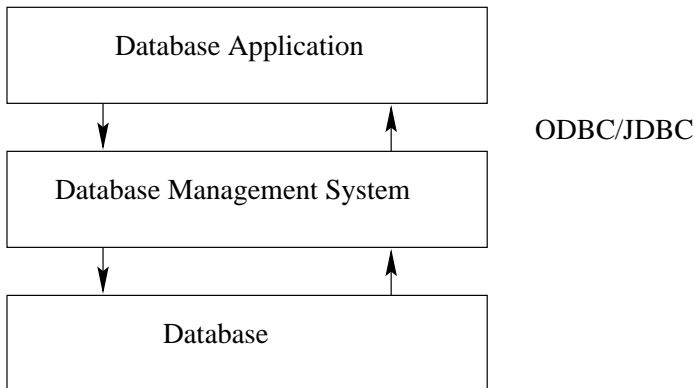 Database Application
ODBC/JDBC
Database Management System
Database